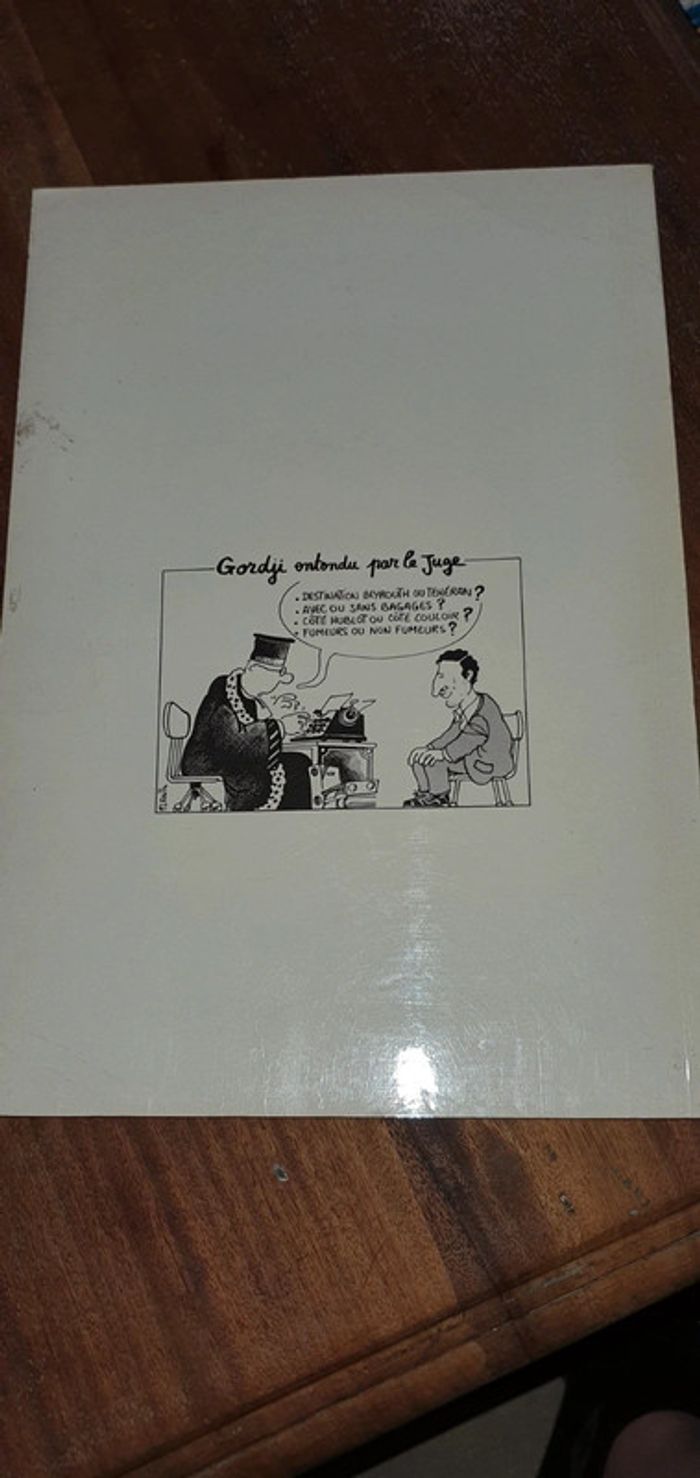 Gordji entendu par le Juge
. DESTINATION BEYROUTH OU TEHERAN ?
. AVEC OU SANS BAGAGES ?
. CÔTÉ HUBLOT OU CÔTÉ COULOIR ?
. FUMEURS OU NON FUMEURS ?